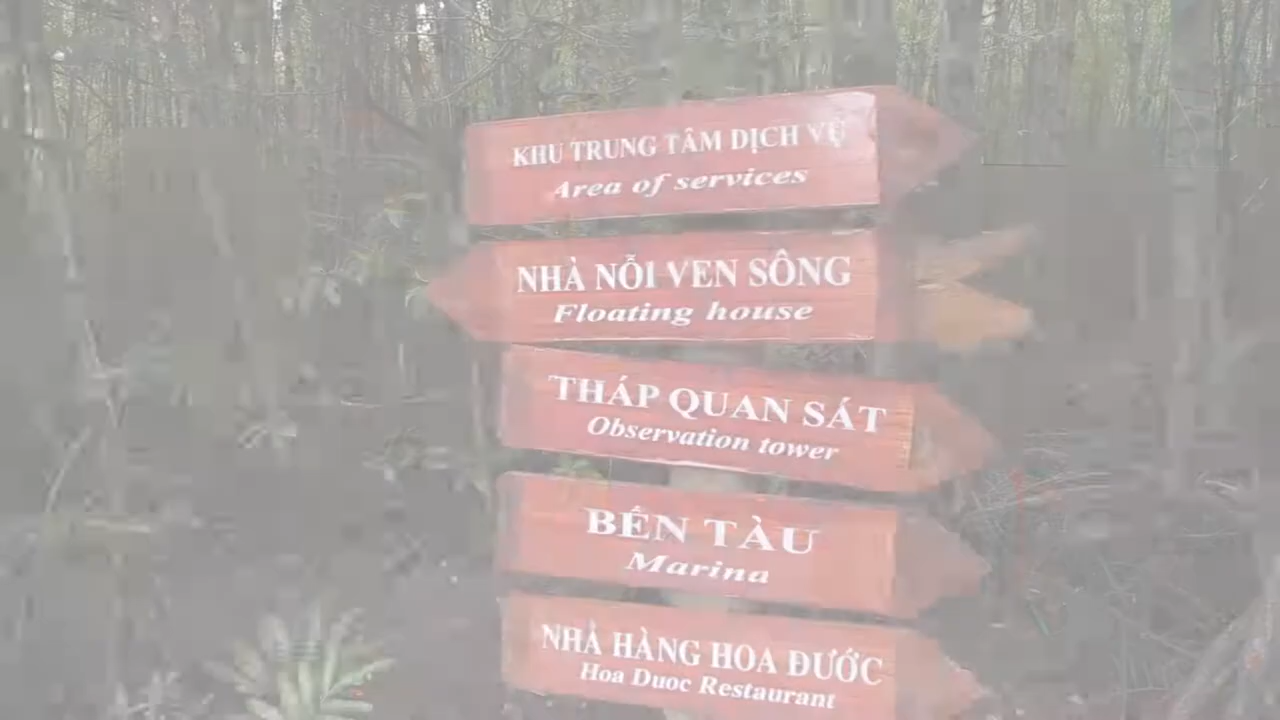 KHU TRUNG TÂM DỊCH VỤ
Area of services
NHÀ NỔI VEN SÔNG
Floating house
THÁP QUAN SÁT
Observation tower
BẾN TÀU
Marina
NHÀ HÀNG HOA ĐƯỚC
Hoa Duoc Restaurant